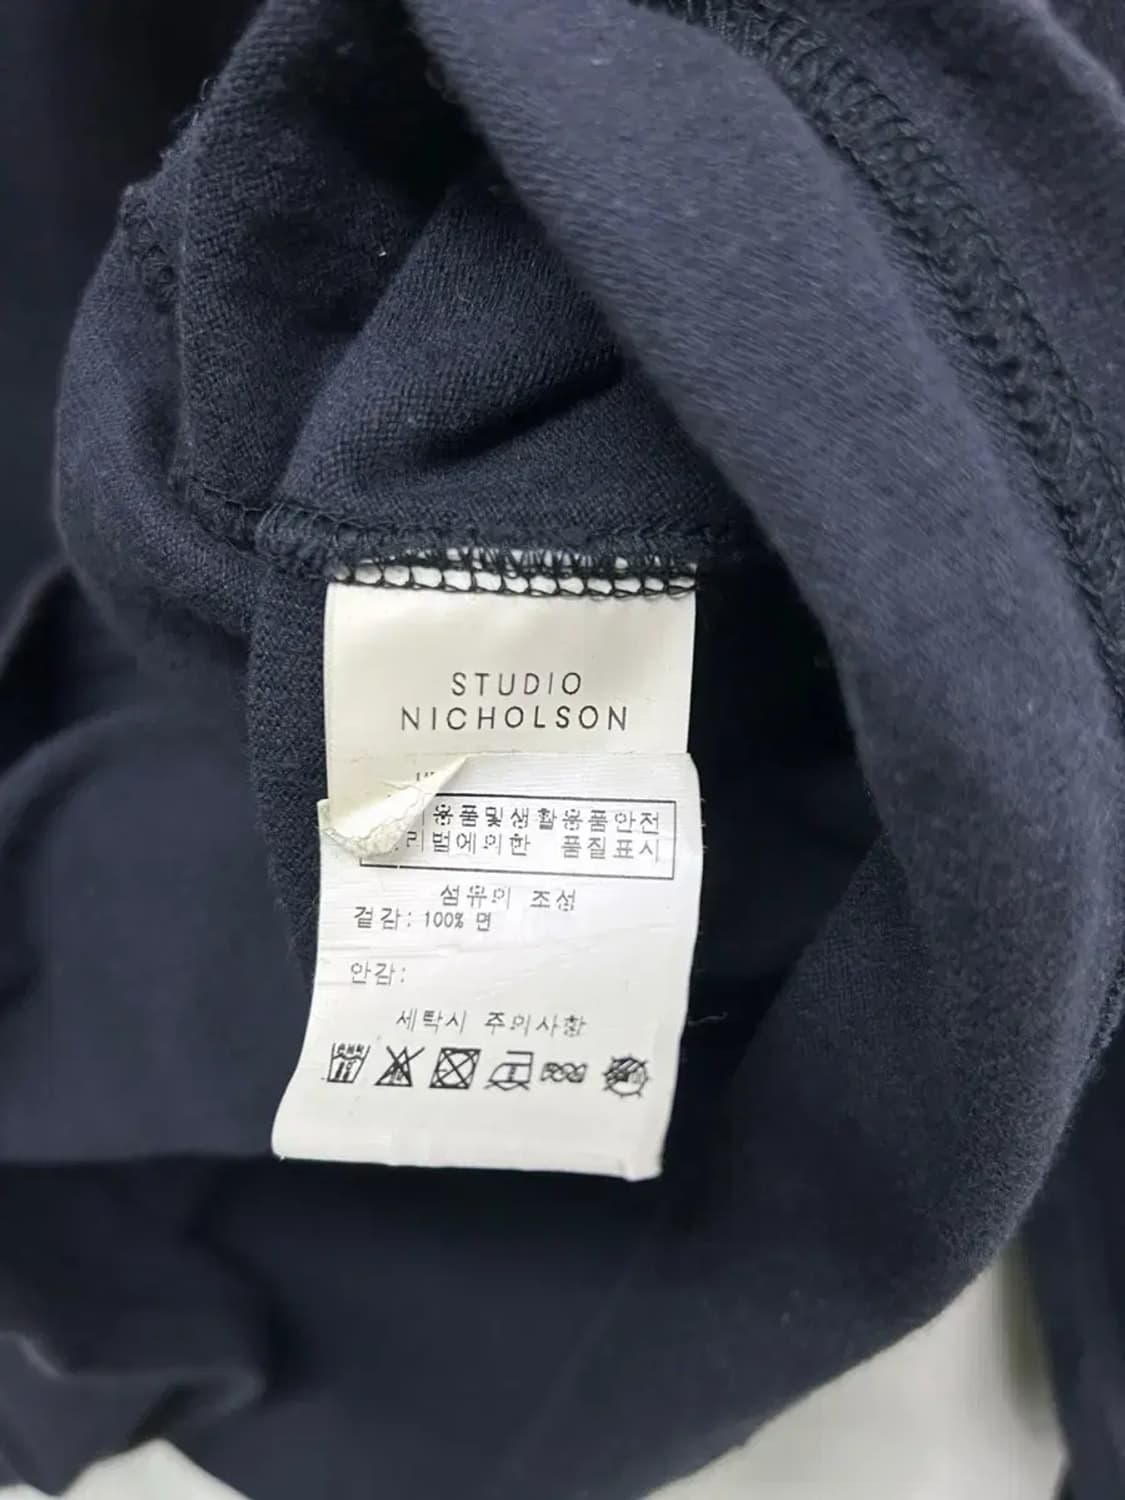 STUDIO
NICHOLSON
용품및생활용품안전
리법에의한 품질표시
섬유의 조성
겉감: 100% 면
안감:
세탁시 주의사항